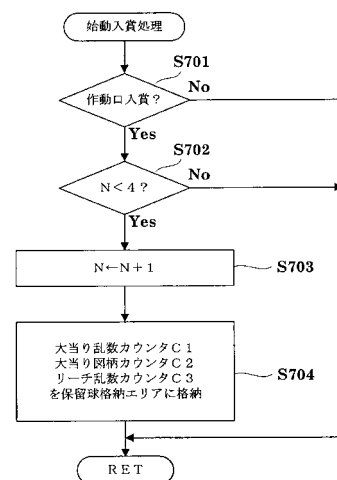 始動入賞処理
S701
作動口入賞？
No
Yes
S702
N＜4？
No
Yes
N←N＋1
S703
大当り乱数カウンタC1
大当り図柄カウンタC2
リーチ乱数カウンタC3
を保留球格納エリアに格納
S704
RET